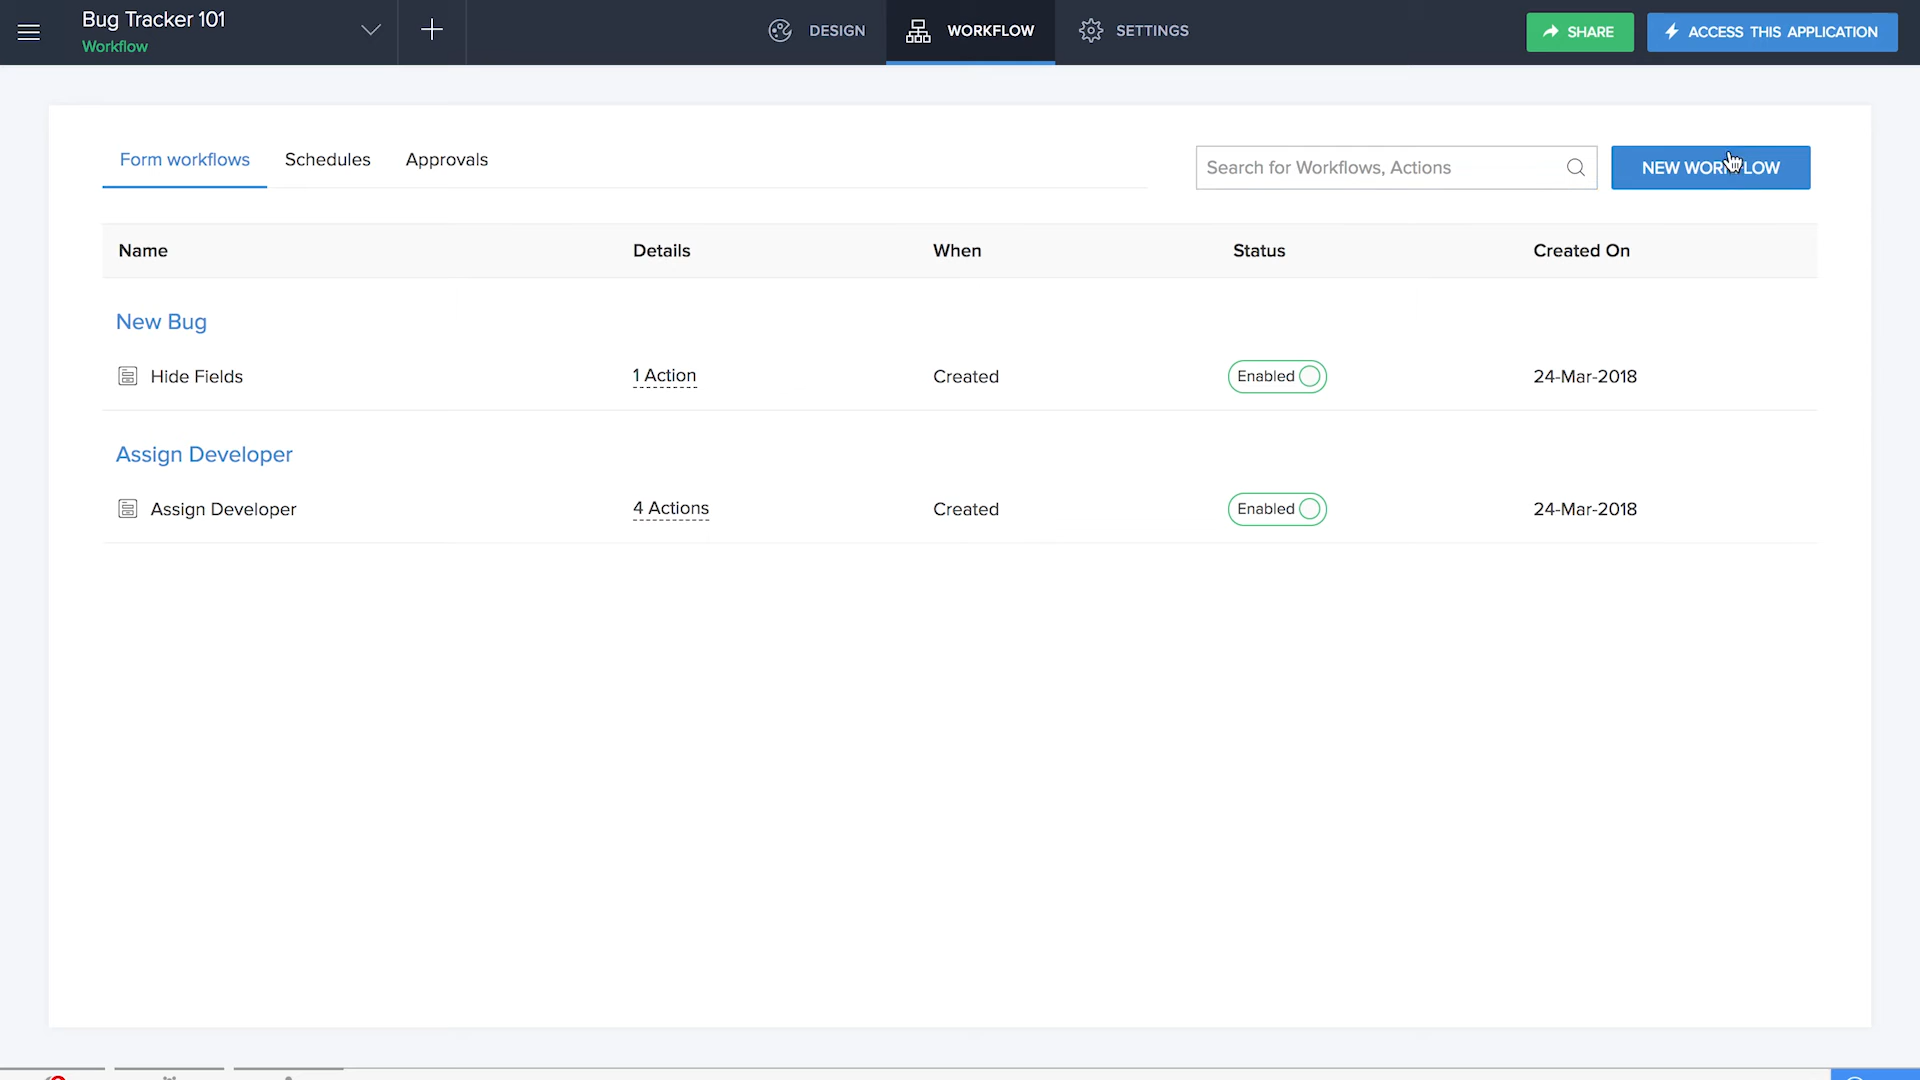 Bug Tracker 101
Workflow
DESIGN
WORKFLOW
SETTINGS
SHARE
ACCESS THIS APPLICATION
Form workflows
Schedules
Approvals
Search for Workflows, Actions
NEW WORKFLOW
Name
Details
When
Status
Created On
New Bug
Hide Fields
1 Action
Created
Enabled
24-Mar-2018
Assign Developer
Assign Developer
4 Actions
Created
Enabled
24-Mar-2018